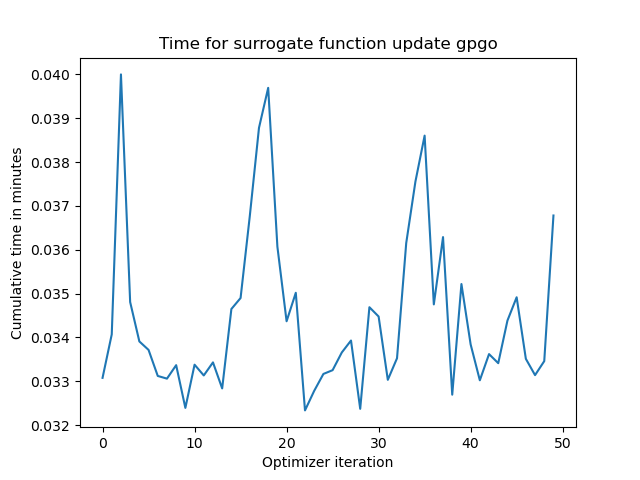 Time for surrogate function update gpgo
Cumulative time in minutes
0.040
0.039
0.038
0.037
0.036
0.035
0.034
0.033
0.032
0 10 20 30 40 50
Optimizer iteration